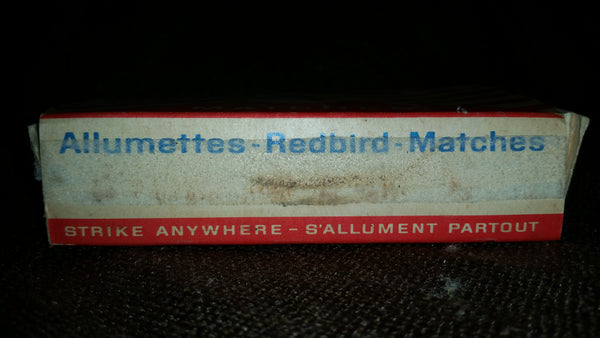 Allumettes-Redbird-Matches
STRIKE ANYWHERE - S'ALLUMENT PARTOUT